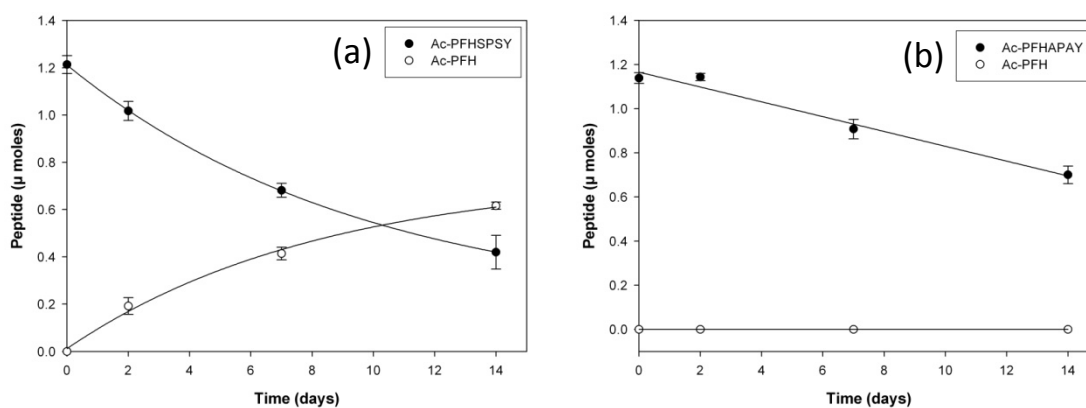 (a)
Ac-PFHSPSY
Ac-PFH
Peptide (μ moles)
1.4
1.2
1.0
0.8
0.6
0.4
0.2
0.0
0 2 4 6 8 10 12 14
Time (days)
(b)
Ac-PFHAPAY
Ac-PFH
Peptide (μ moles)
1.4
1.2
1.0
0.8
0.6
0.4
0.2
0.0
0 2 4 6 8 10 12 14
Time (days)